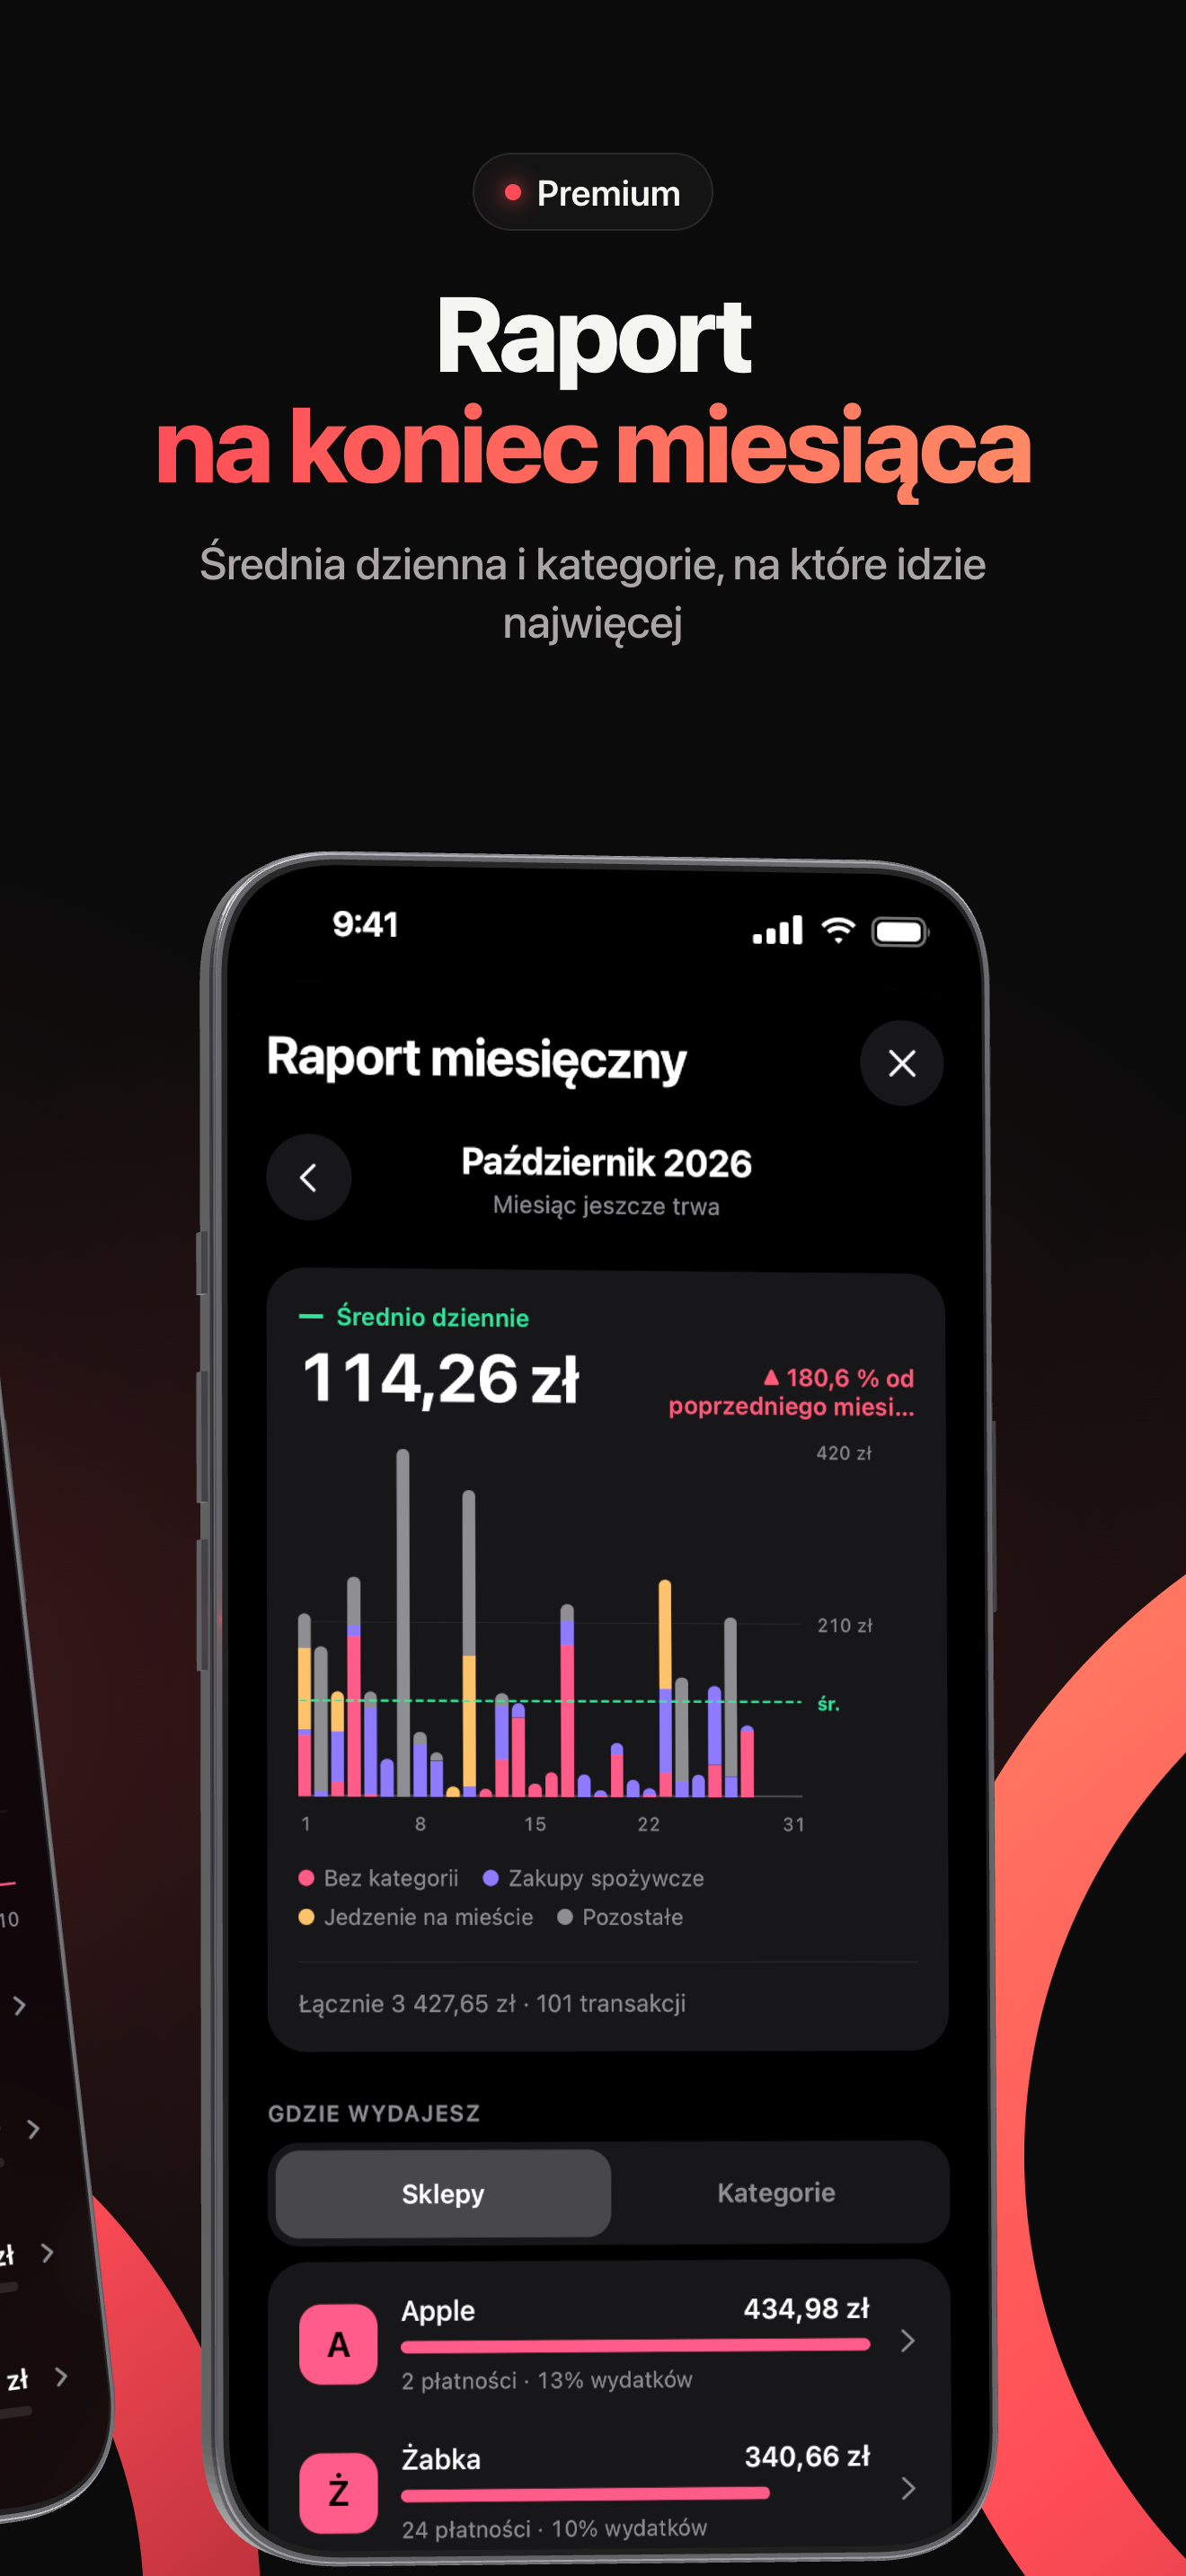 Premium
Raport
na koniec miesiąca
Średnia dzienna i kategorie, na które idzie
najwięcej
9:41
Raport miesięczny
Październik 2026
Miesiąc jeszcze trwa
Średnio dziennie
114,26 zł
▲ 180,6 % od
poprzedniego miesi...
420 zł
210 zł
śr.
1 8 15 22 31
Bez kategorii Zakupy spożywcze
Jedzenie na mieście Pozostałe
Łącznie 3 427,65 zł · 101 transakcji
GDZIE WYDAJESZ
Sklepy Kategorie
A Apple 434,98 zł
2 płatności · 13% wydatków
Ż Żabka 340,66 zł
24 płatności · 10% wydatków
10
zł
zł